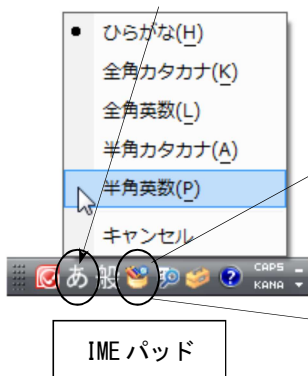 ひらがな(H)
全角カタカナ(K)
全角英数(L)
半角カタカナ(A)
半角英数(P)
キャンセル
あ 般 ? CAPS
KANA
IMEパッド